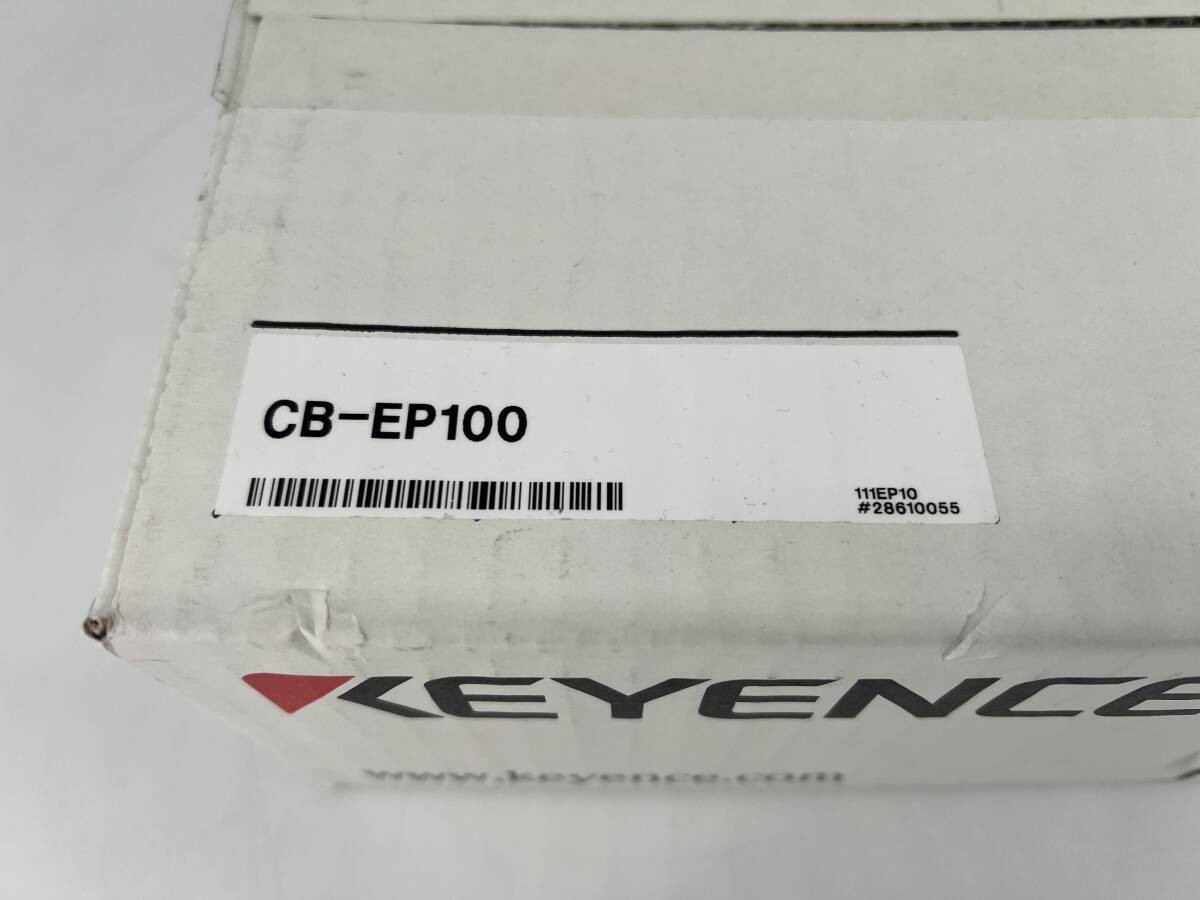 CB-EP100
111EP10
#28610055
KEYENCE
www.keyence.com